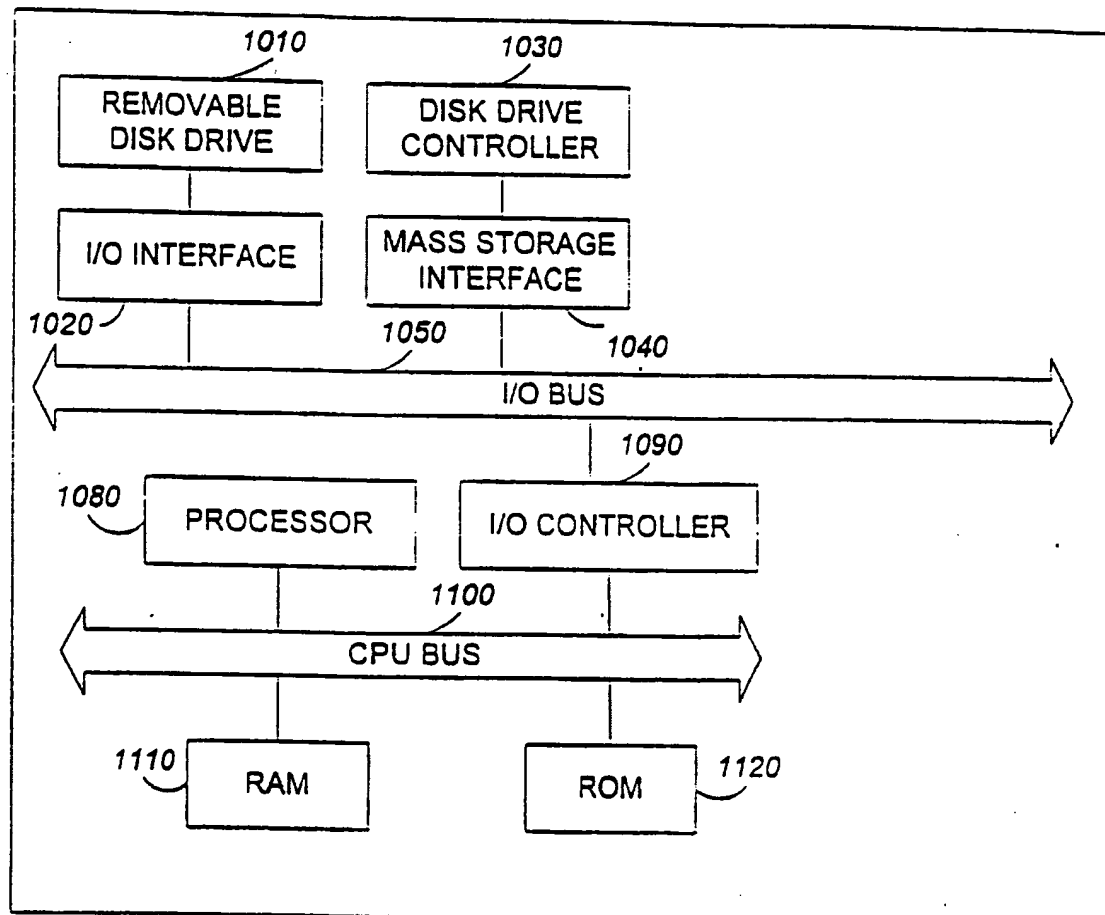 1010
1030
REMOVABLE
DISK DRIVE
DISK DRIVE
CONTROLLER
I/O INTERFACE
MASS STORAGE
INTERFACE
1020
1050
1040
I/O BUS
1090
1080
PROCESSOR
I/O CONTROLLER
1100
CPU BUS
1110
RAM
ROM
1120